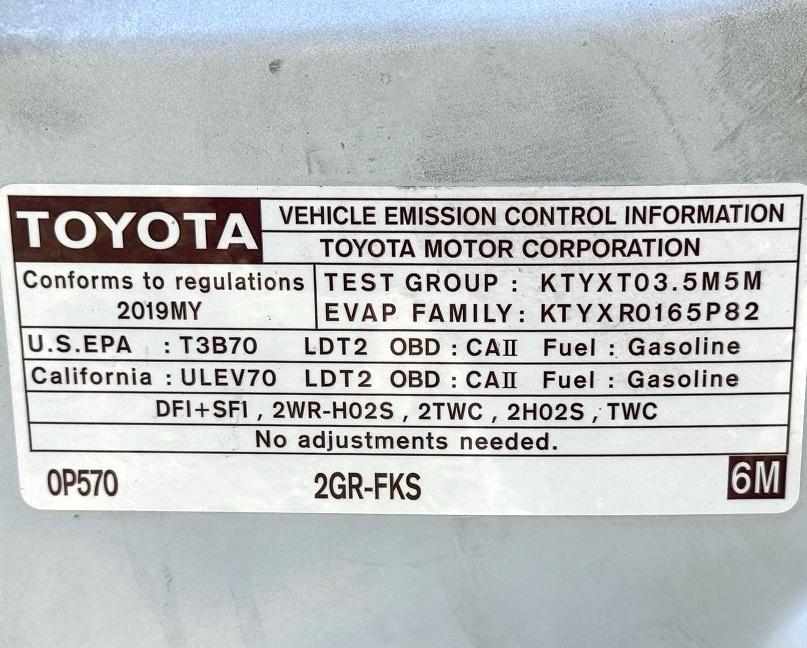 TOYOTA VEHICLE EMISSION CONTROL INFORMATION
TOYOTA MOTOR CORPORATION
Conforms to regulations
2019MY
TEST GROUP : KTYXT03.5M5M
EVAP FAMILY: KTYXR0165P82
U.S.EPA : T3B70 LDT2 OBD : CAII Fuel : Gasoline
California : ULEV70 LDT2 OBD : CAII Fuel : Gasoline
DFI+SFI , 2WR-HO2S , 2TWC , 2HO2S , TWC
No adjustments needed.
0P570 2GR-FKS 6M